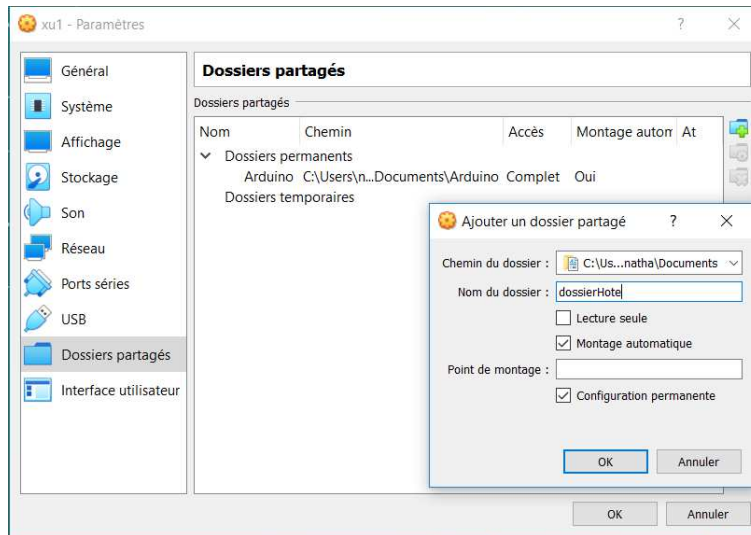 xu1 - Paramètres
?
Général
Système
Affichage
Stockage
Son
Réseau
Ports séries
USB
Dossiers partagés
Interface utilisateur
Dossiers partagés
Dossiers partagés
Nom Chemin Accès Montage autom At
Dossiers permanents
Arduino C:\Users\n...Documents\Arduino Complet Oui
Dossiers temporaires
Ajouter un dossier partagé ?
Chemin du dossier : C:\Us...natha\Documents
Nom du dossier : dossierHote
Lecture seule
Montage automatique
Point de montage :
Configuration permanente
OK Annuler
OK Annuler